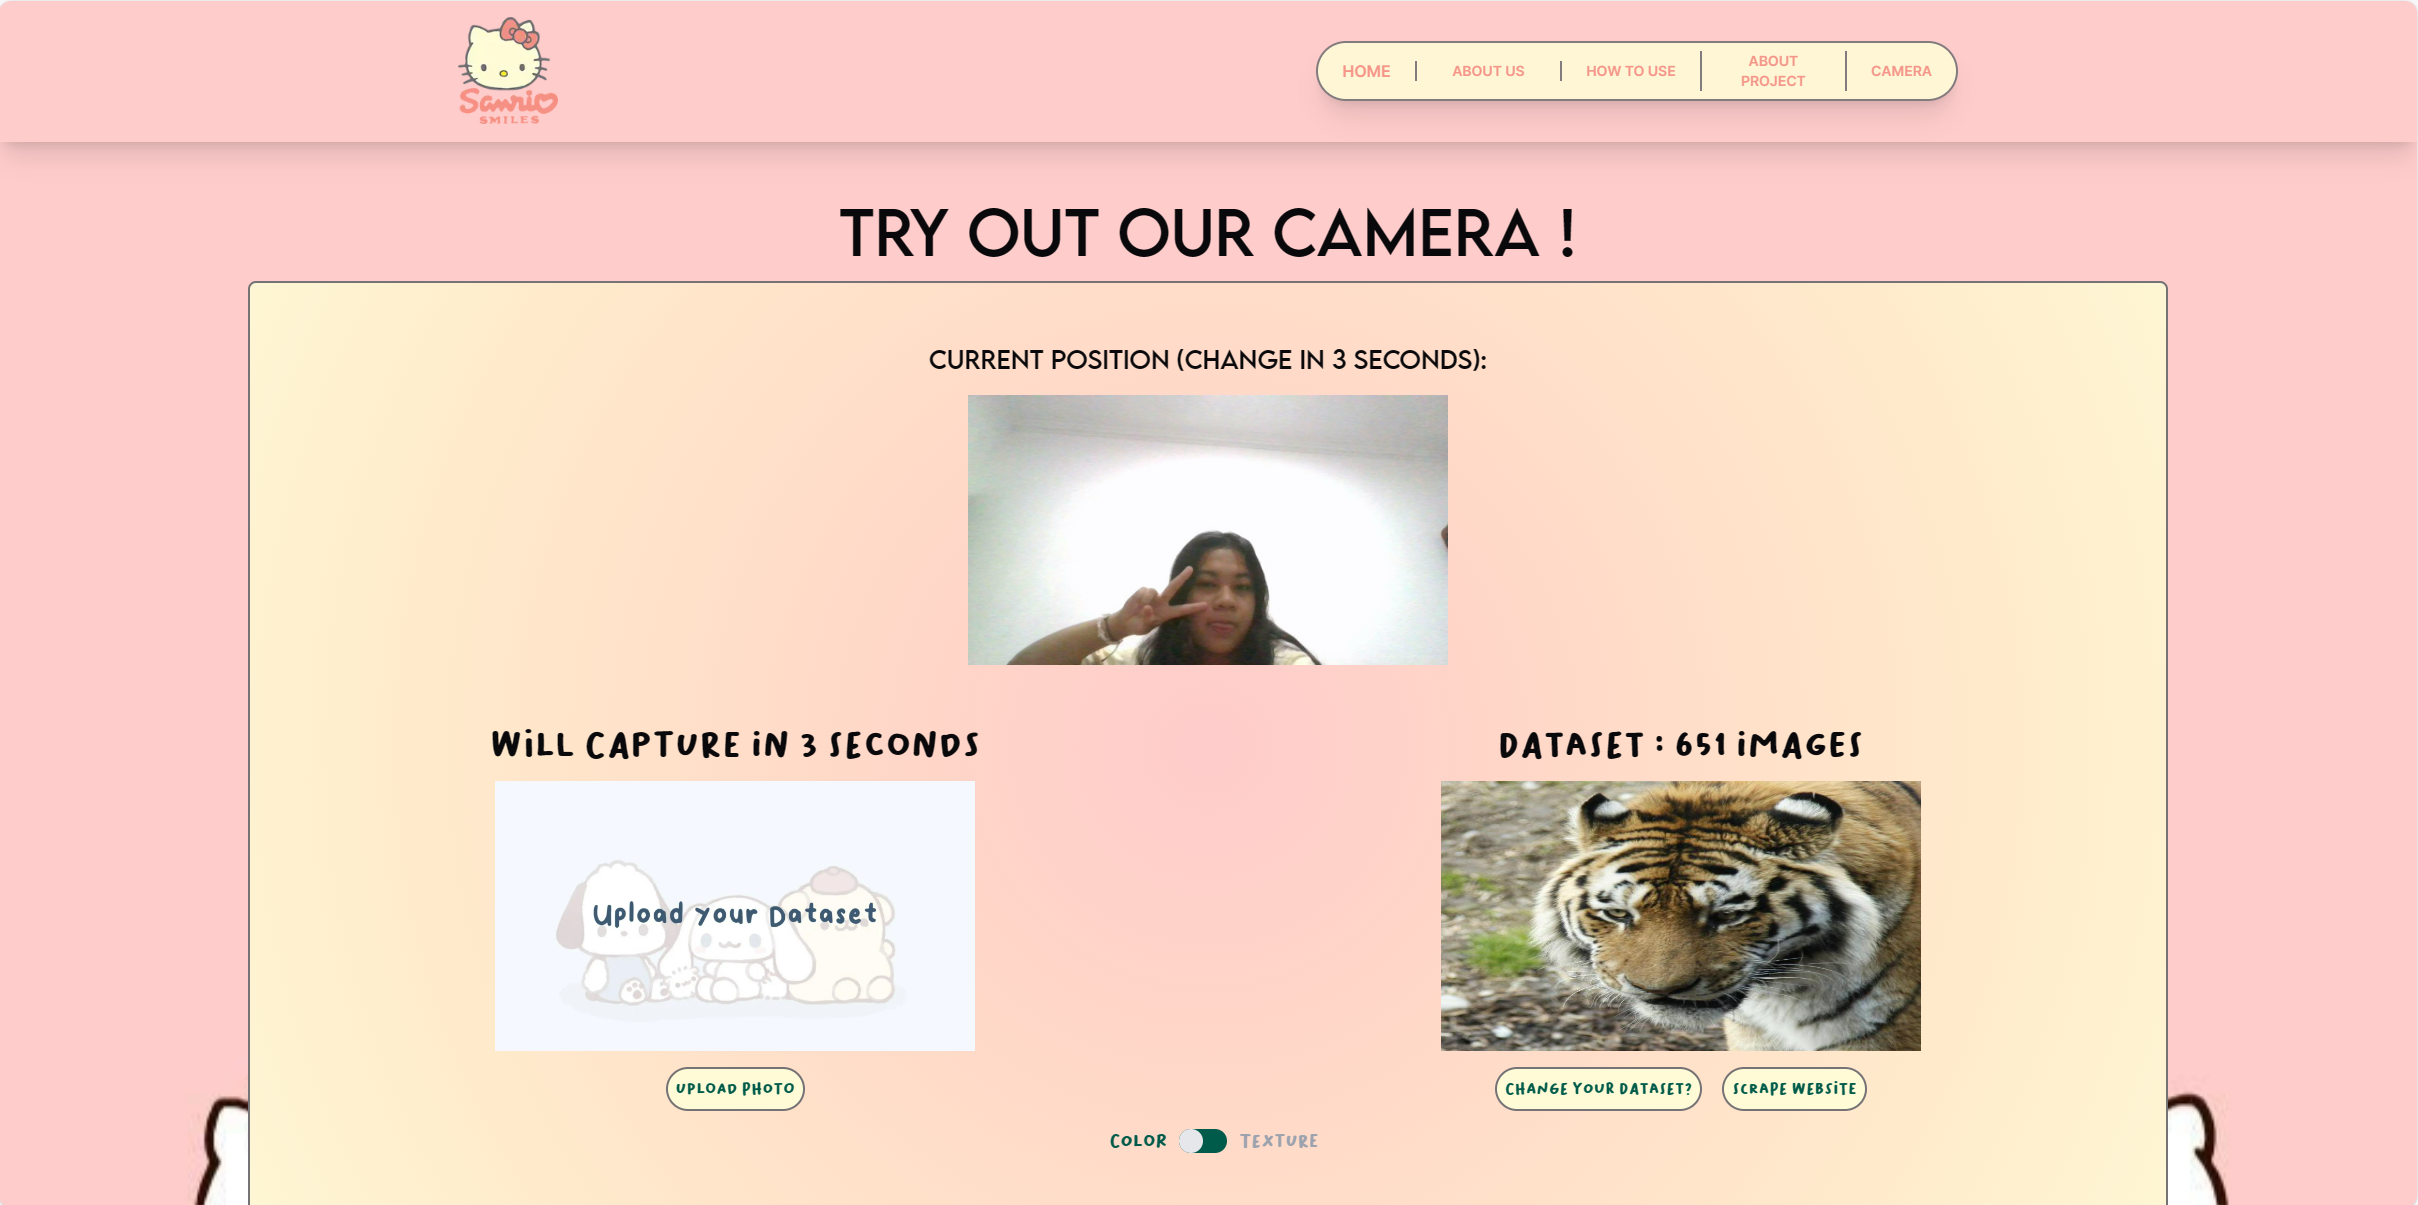 Sanrio
SMILES
HOME
ABOUT US
HOW TO USE
ABOUT
PROJECT
CAMERA
TRY OUT OUR CAMERA !
CURRENT POSITION (CHANGE IN 3 SECONDS):
WILL CAPTURE IN 3 SECONDS
DATASET : 651 IMAGES
Upload Your Dataset
UPLOAD PHOTO
CHANGE YOUR DATASET?
SCRAPE WEBSITE
COLOR
TEXTURE